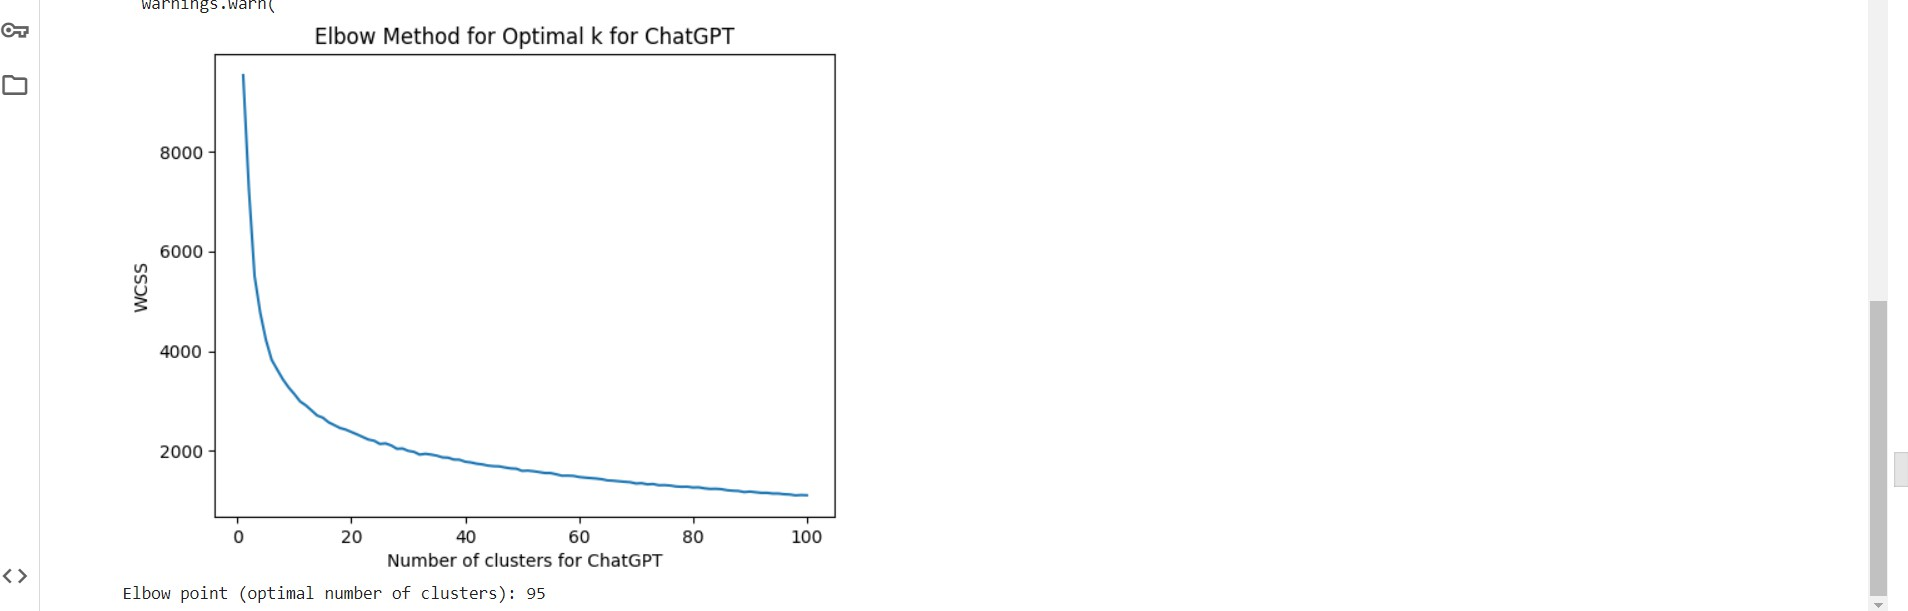 warnings.warn(
Elbow Method for Optimal k for ChatGPT
8000
6000
4000
2000
WCSS
0 20 40 60 80 100
Number of clusters for ChatGPT
Elbow point (optimal number of clusters): 95